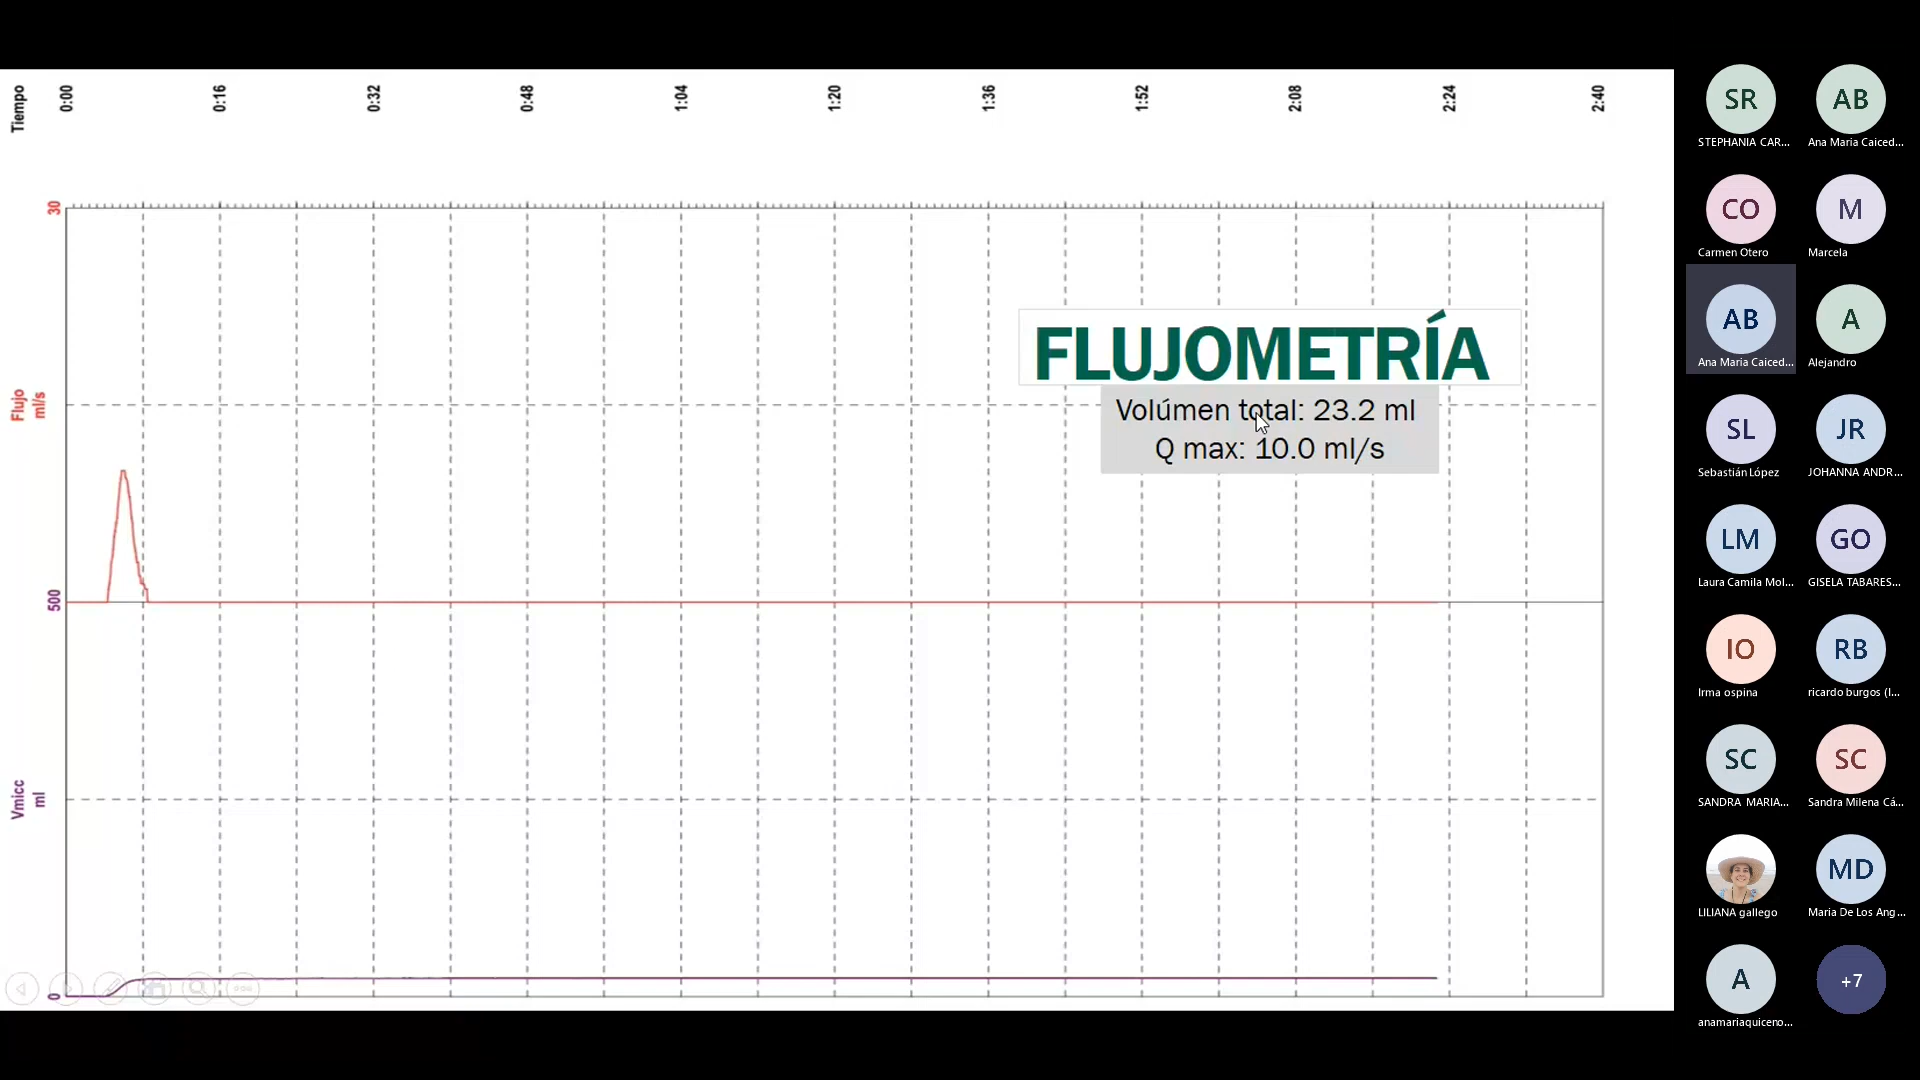 Tiempo
0:00
0:16
0:32
0:48
1:04
1:20
1:36
1:52
2:08
2:24
2:40
30
Flujo
ml/s
500
Vmicc
ml
0
FLUJOMETRÍA
Volúmen total: 23.2 ml
Q max: 10.0 ml/s
SR
STEPHANIA CAR...
AB
Ana Maria Caiced...
CO
Carmen Otero
M
Marcela
AB
Ana Maria Caiced...
A
Alejandro
SL
Sebastián López
JR
JOHANNA ANDR...
LM
Laura Camila Mol...
GO
GISELA TABARES...
IO
Irma ospina
RB
ricardo burgos (I...
SC
SANDRA MARIA...
SC
Sandra Milena Cá...
LILIANA gallego
MD
Maria De Los Ang...
A
anamariaquiceno...
+7